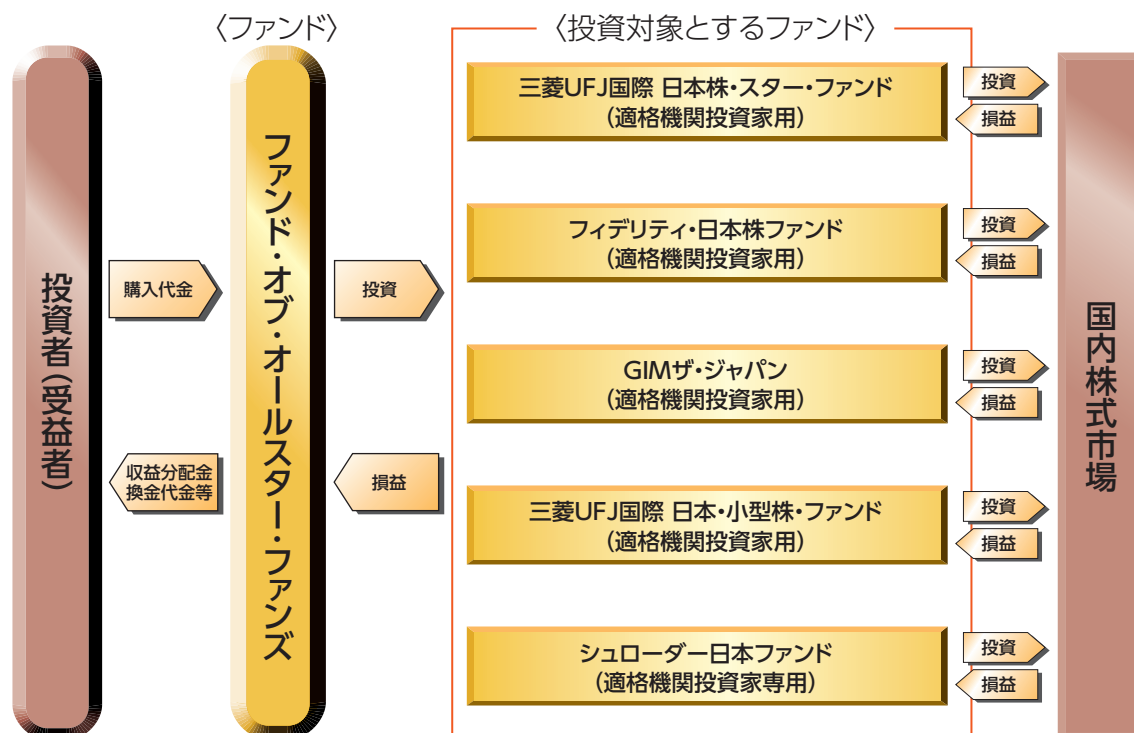 〈ファンド〉
〈投資対象とするファンド〉
投資者(受益者)
購入代金
収益分配金
換金代金等
ファンド・オブ・オールスター・ファンズ
投資
損益
三菱UFJ国際 日本株・スター・ファンド
(適格機関投資家用)
投資
損益
フィデリティ・日本株ファンド
(適格機関投資家用)
投資
損益
GIMザ・ジャパン
(適格機関投資家用)
投資
損益
三菱UFJ国際 日本・小型株・ファンド
(適格機関投資家用)
投資
損益
シュローダー日本ファンド
(適格機関投資家専用)
投資
損益
国内株式市場